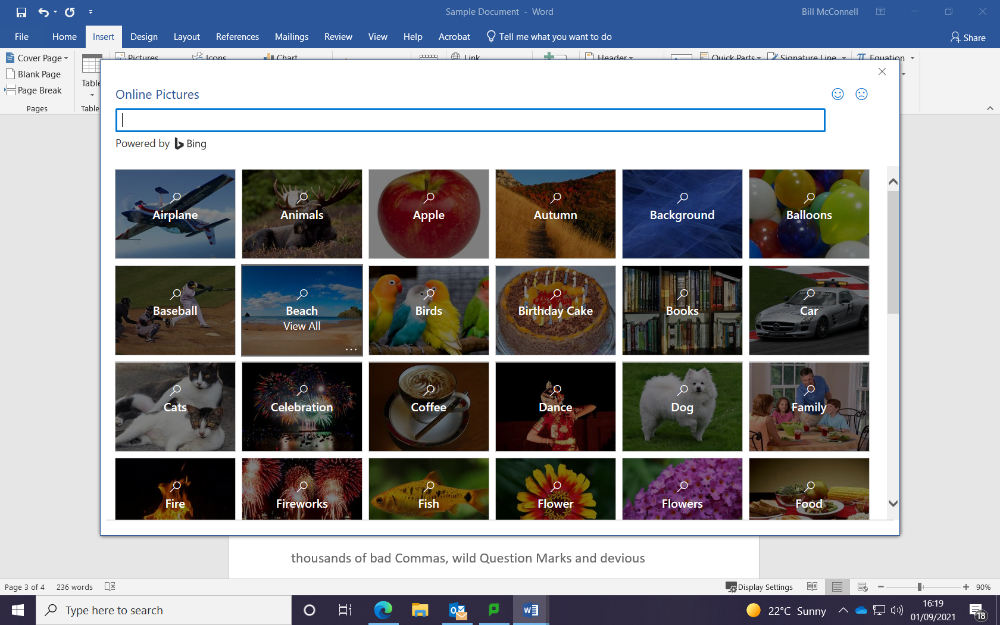 Sample Document - Word
Bill McConnell
File Home Insert Design Layout References Mailings Review View Help Acrobat Tell me what you want to do Share
Cover Page
Blank Page
Page Break
Pages
Table
Table
Pictures Icons Chart Link Header Quick Parts Signature Line Equation
Online Pictures
Powered by Bing
Airplane Animals Apple Autumn Background Balloons
Baseball Beach Birds Birthday Cake Books Car
View All
Cats Celebration Coffee Dance Dog Family
Fire Fireworks Fish Flower Flowers Food
thousands of bad Commas, wild Question Marks and devious
Page 3 of 4 236 words Display Settings 90%
Type here to search
22°C Sunny
16:19
01/09/2021
18